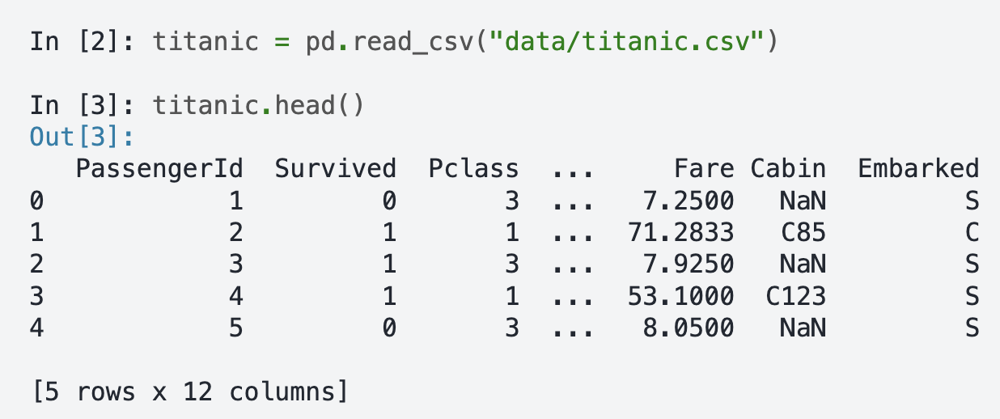 In [2]: titanic = pd.read_csv("data/titanic.csv")
In [3]: titanic.head()
Out[3]:
   PassengerId  Survived  Pclass  ...     Fare Cabin  Embarked
0            1         0       3  ...   7.2500   NaN         S
1            2         1       1  ...  71.2833   C85         C
2            3         1       3  ...   7.9250   NaN         S
3            4         1       1  ...  53.1000  C123         S
4            5         0       3  ...   8.0500   NaN         S
[5 rows x 12 columns]